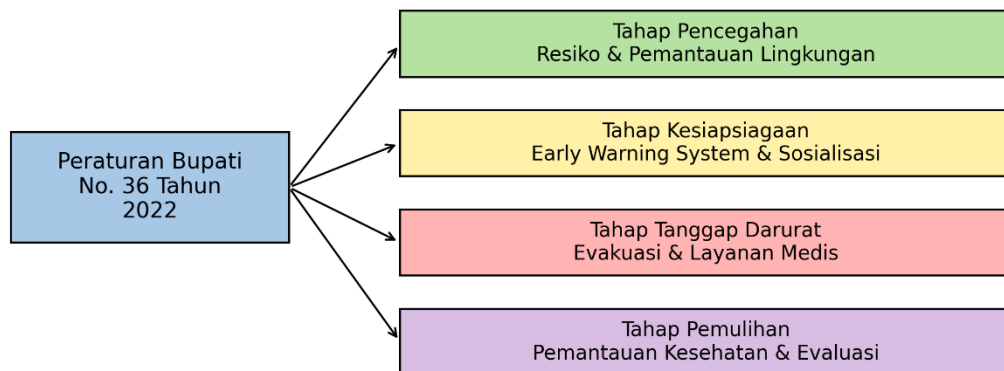 Peraturan Bupati
No. 36 Tahun
2022
Tahap Pencegahan
Resiko & Pemantauan Lingkungan
Tahap Kesiapsiagaan
Early Warning System & Sosialisasi
Tahap Tanggap Darurat
Evakuasi & Layanan Medis
Tahap Pemulihan
Pemantauan Kesehatan & Evaluasi